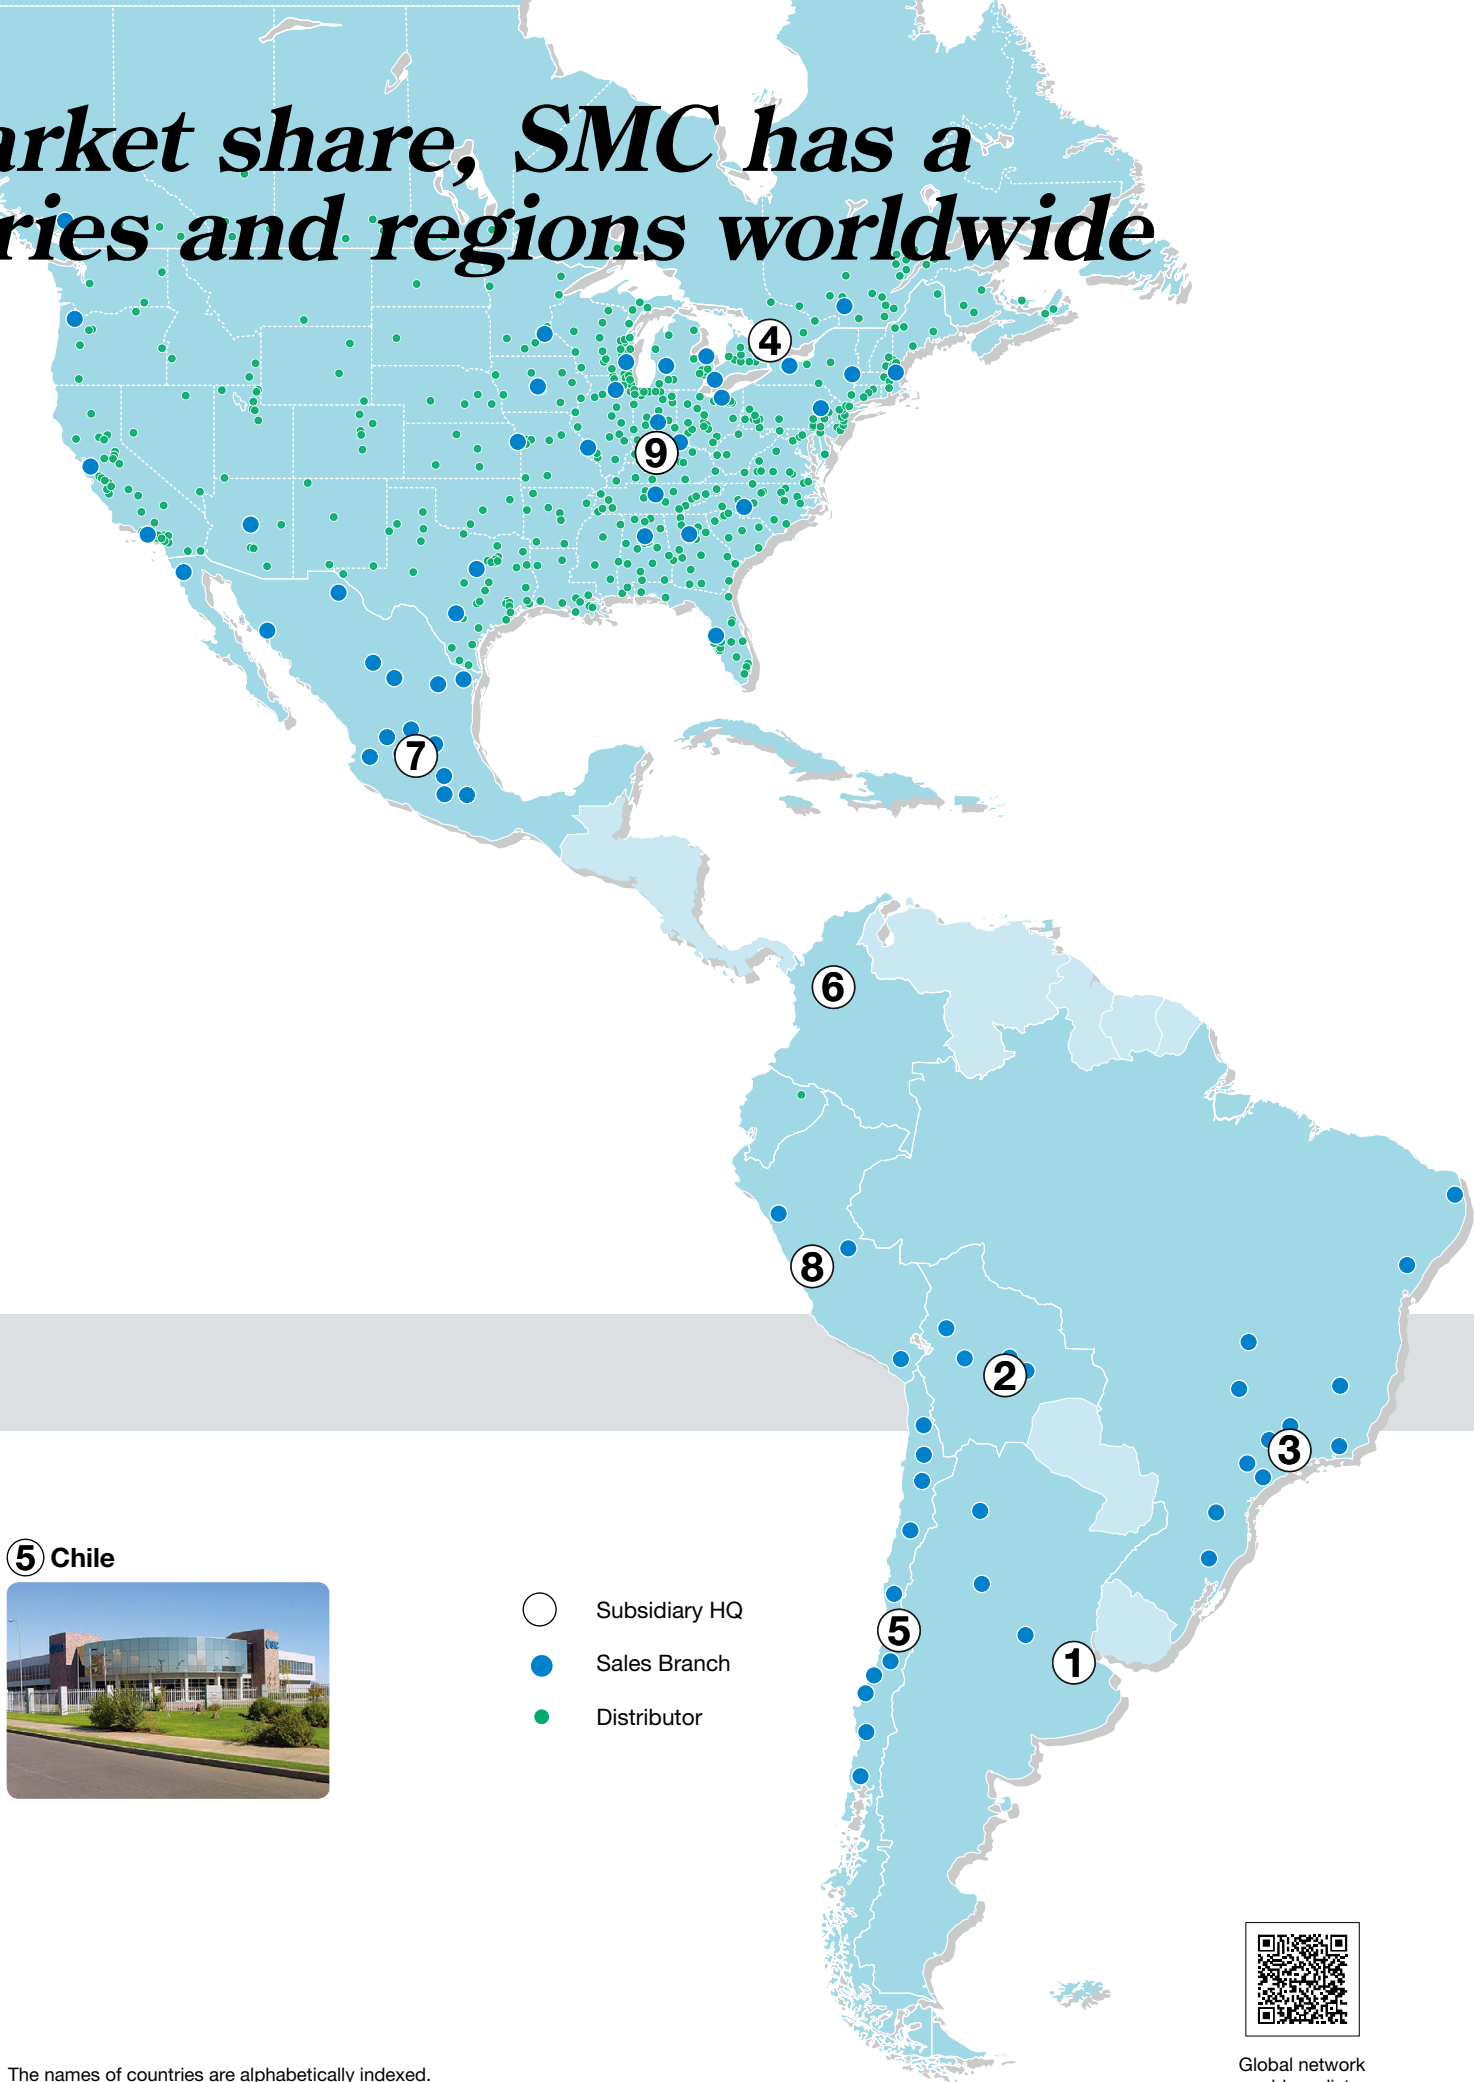 market share, SMC has a
ries and regions worldwide
4
9
7
6
8
2
3
5
1
5 Chile
Subsidiary HQ
Sales Branch
Distributor
Global network
The names of countries are alphabetically indexed.